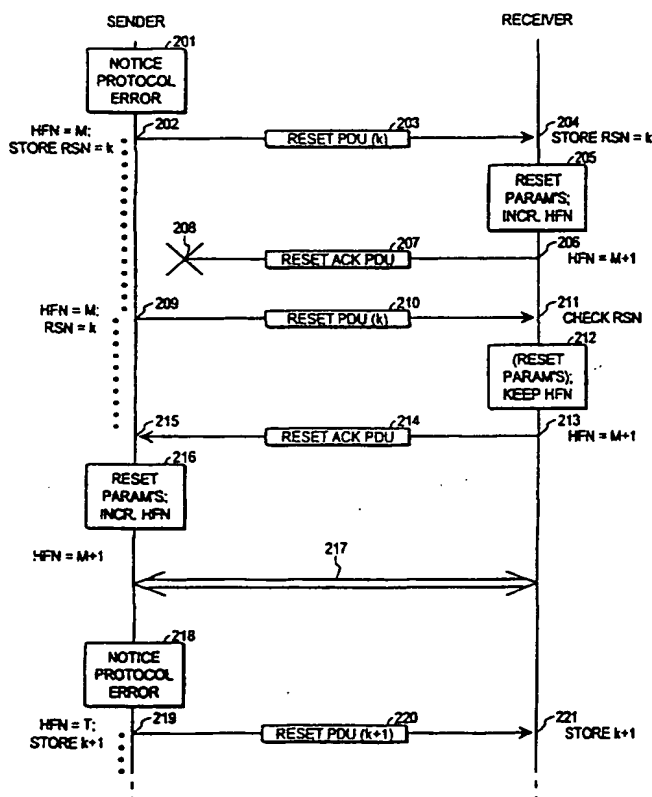 SENDER
RECEIVER
201
NOTICE
PROTOCOL
ERROR
HFN = M;
STORE RSN = k
202
203
RESET PDU (k)
204
STORE RSN = k
205
RESET
PARAM'S;
INCR. HFN
208
207
RESET ACK PDU
206
HFN = M+1
HFN = M;
RSN = k
209
210
RESET PDU (k)
211
CHECK RSN
212
(RESET
PARAM'S);
KEEP HFN
215
214
RESET ACK PDU
213
HFN = M+1
216
RESET
PARAM'S;
INCR. HFN
HFN = M+1
217
218
NOTICE
PROTOCOL
ERROR
HFN = T;
STORE k+1
219
220
RESET PDU (k+1)
221
STORE k+1